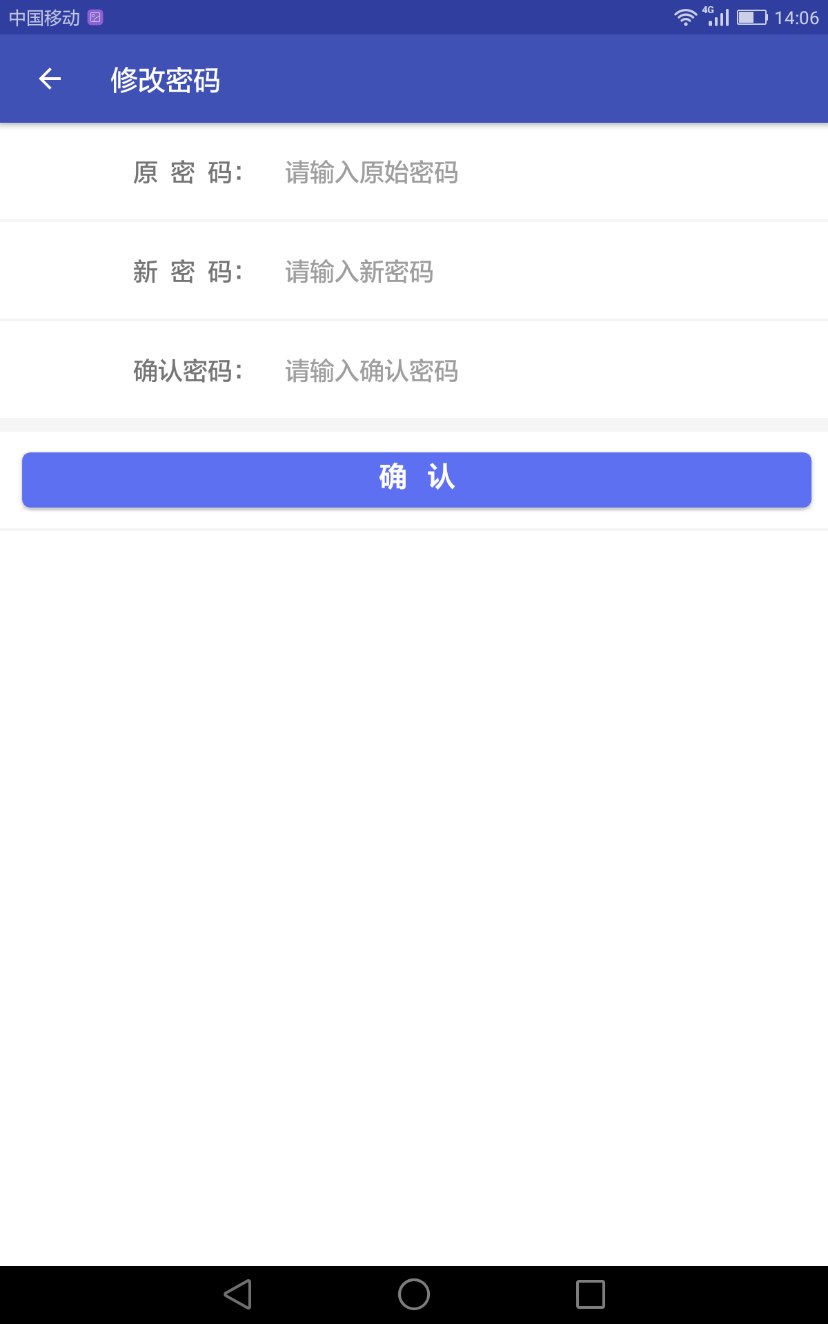 中国移动 4G 14:06
修改密码
原 密 码： 请输入原始密码
新 密 码： 请输入新密码
确认密码： 请输入确认密码
确 认